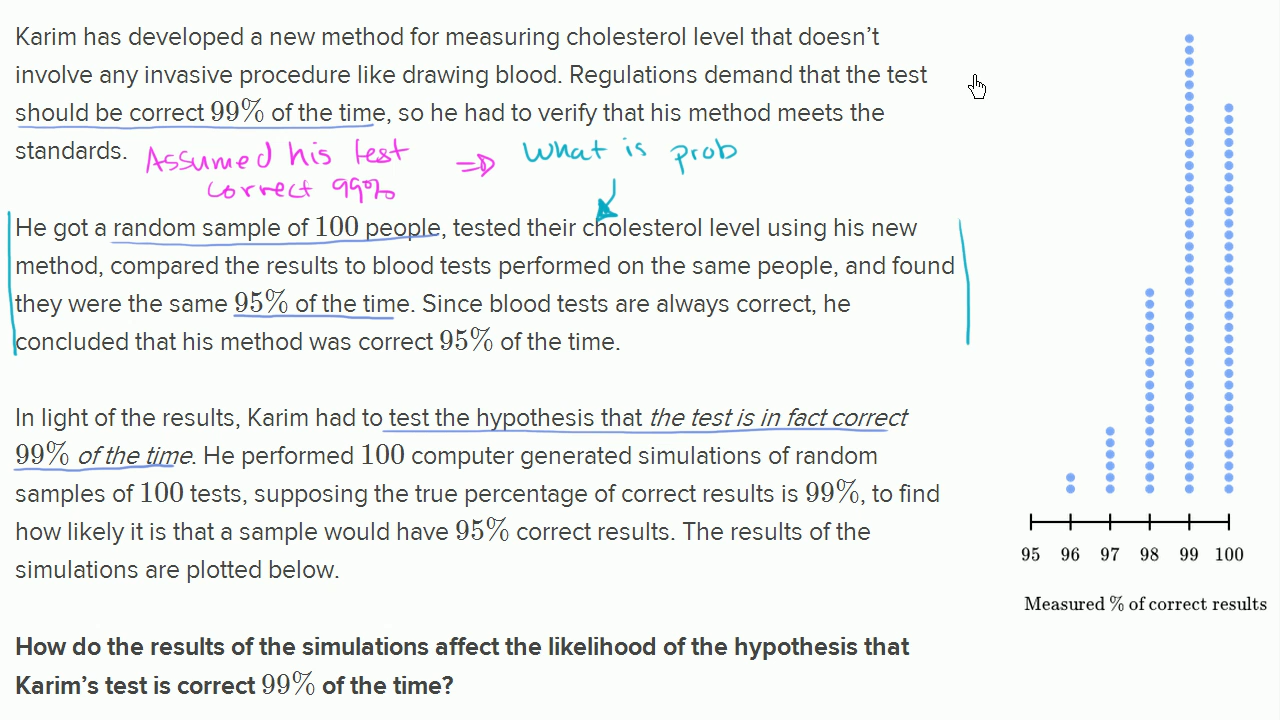 Karim has developed a new method for measuring cholesterol level that doesn't
involve any invasive procedure like drawing blood. Regulations demand that the test
should be correct 99% of the time, so he had to verify that his method meets the
standards.
Assumed his test
correct 99%
⇒ What is prob
He got a random sample of 100 people, tested their cholesterol level using his new
method, compared the results to blood tests performed on the same people, and found
they were the same 95% of the time. Since blood tests are always correct, he
concluded that his method was correct 95% of the time.
In light of the results, Karim had to test the hypothesis that the test is in fact correct
99% of the time. He performed 100 computer generated simulations of random
samples of 100 tests, supposing the true percentage of correct results is 99%, to find
how likely it is that a sample would have 95% correct results. The results of the
simulations are plotted below.
How do the results of the simulations affect the likelihood of the hypothesis that
Karim's test is correct 99% of the time?
95 96 97 98 99 100
Measured % of correct results